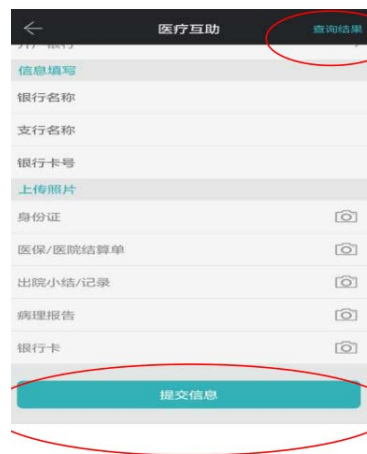 医疗互助
查询结果
信息填写
银行名称
支行名称
银行卡号
上传照片
身份证
医保/医院结算单
出院小结/记录
病理报告
银行卡
提交信息